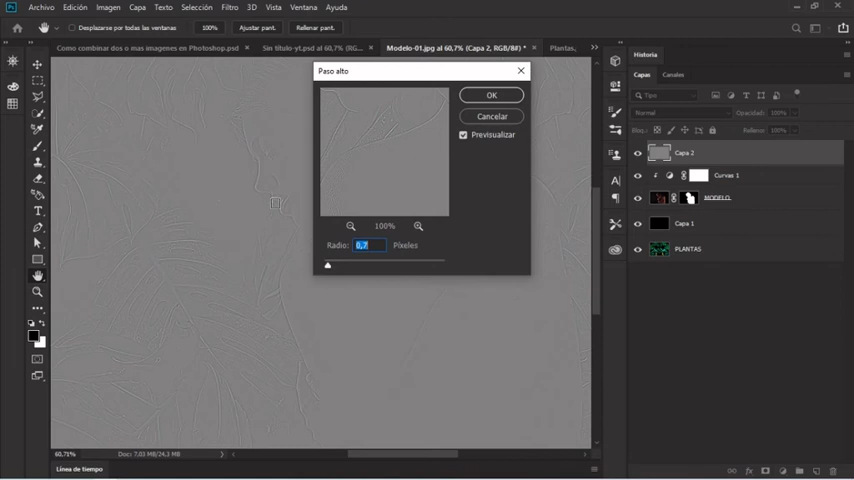 Ps Archivo Edición Imagen Capa Texto Selección Filtro 3D Vista Ventana Ayuda
Desplazarse por todas las ventanas 100% Ajustar pant. Rellenar pant.
Como combinar dos o mas imagenes en Photoshop.psd × Sin título-yt.psd al 60,7% (RG... × Modelo-01.jpg al 60,7% (Capa 2, RGB/8#) * × Plantas, >>
Historia
Paso alto
Capas Canales
OK
Tipo
Cancelar
Normal Opacidad: 100%
Previsualizar
Bloq.: Relleno: 100%
Capa 2
Curvas 1
MODELO
Capa 1
100%
Radio: 0,7 Píxeles
PLANTAS
60,71% Doc: 7.03 MB/24.3 MB
Línea de tiempo
fx